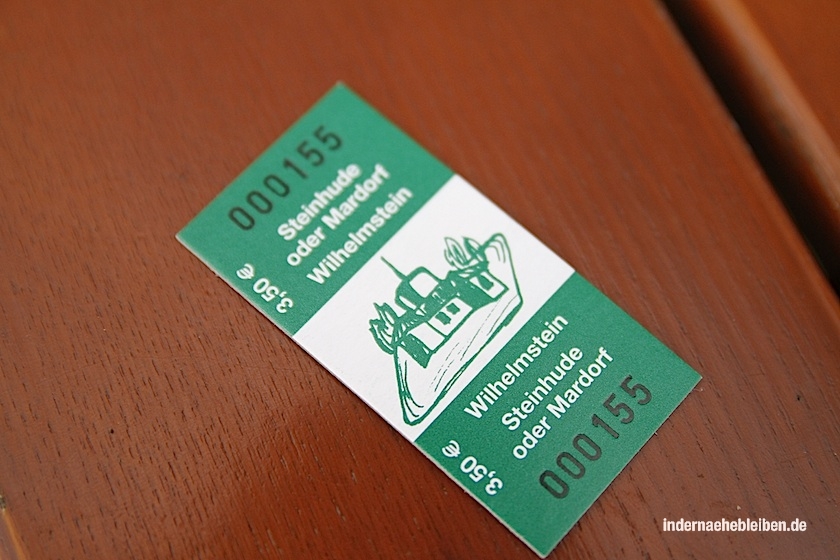 000155
Steinhude
oder Mardorf
Wilhelmstein
3,50 €
Wilhelmstein
Steinhude
oder Mardorf
3,50 €
000155
indernaehebleiben.de